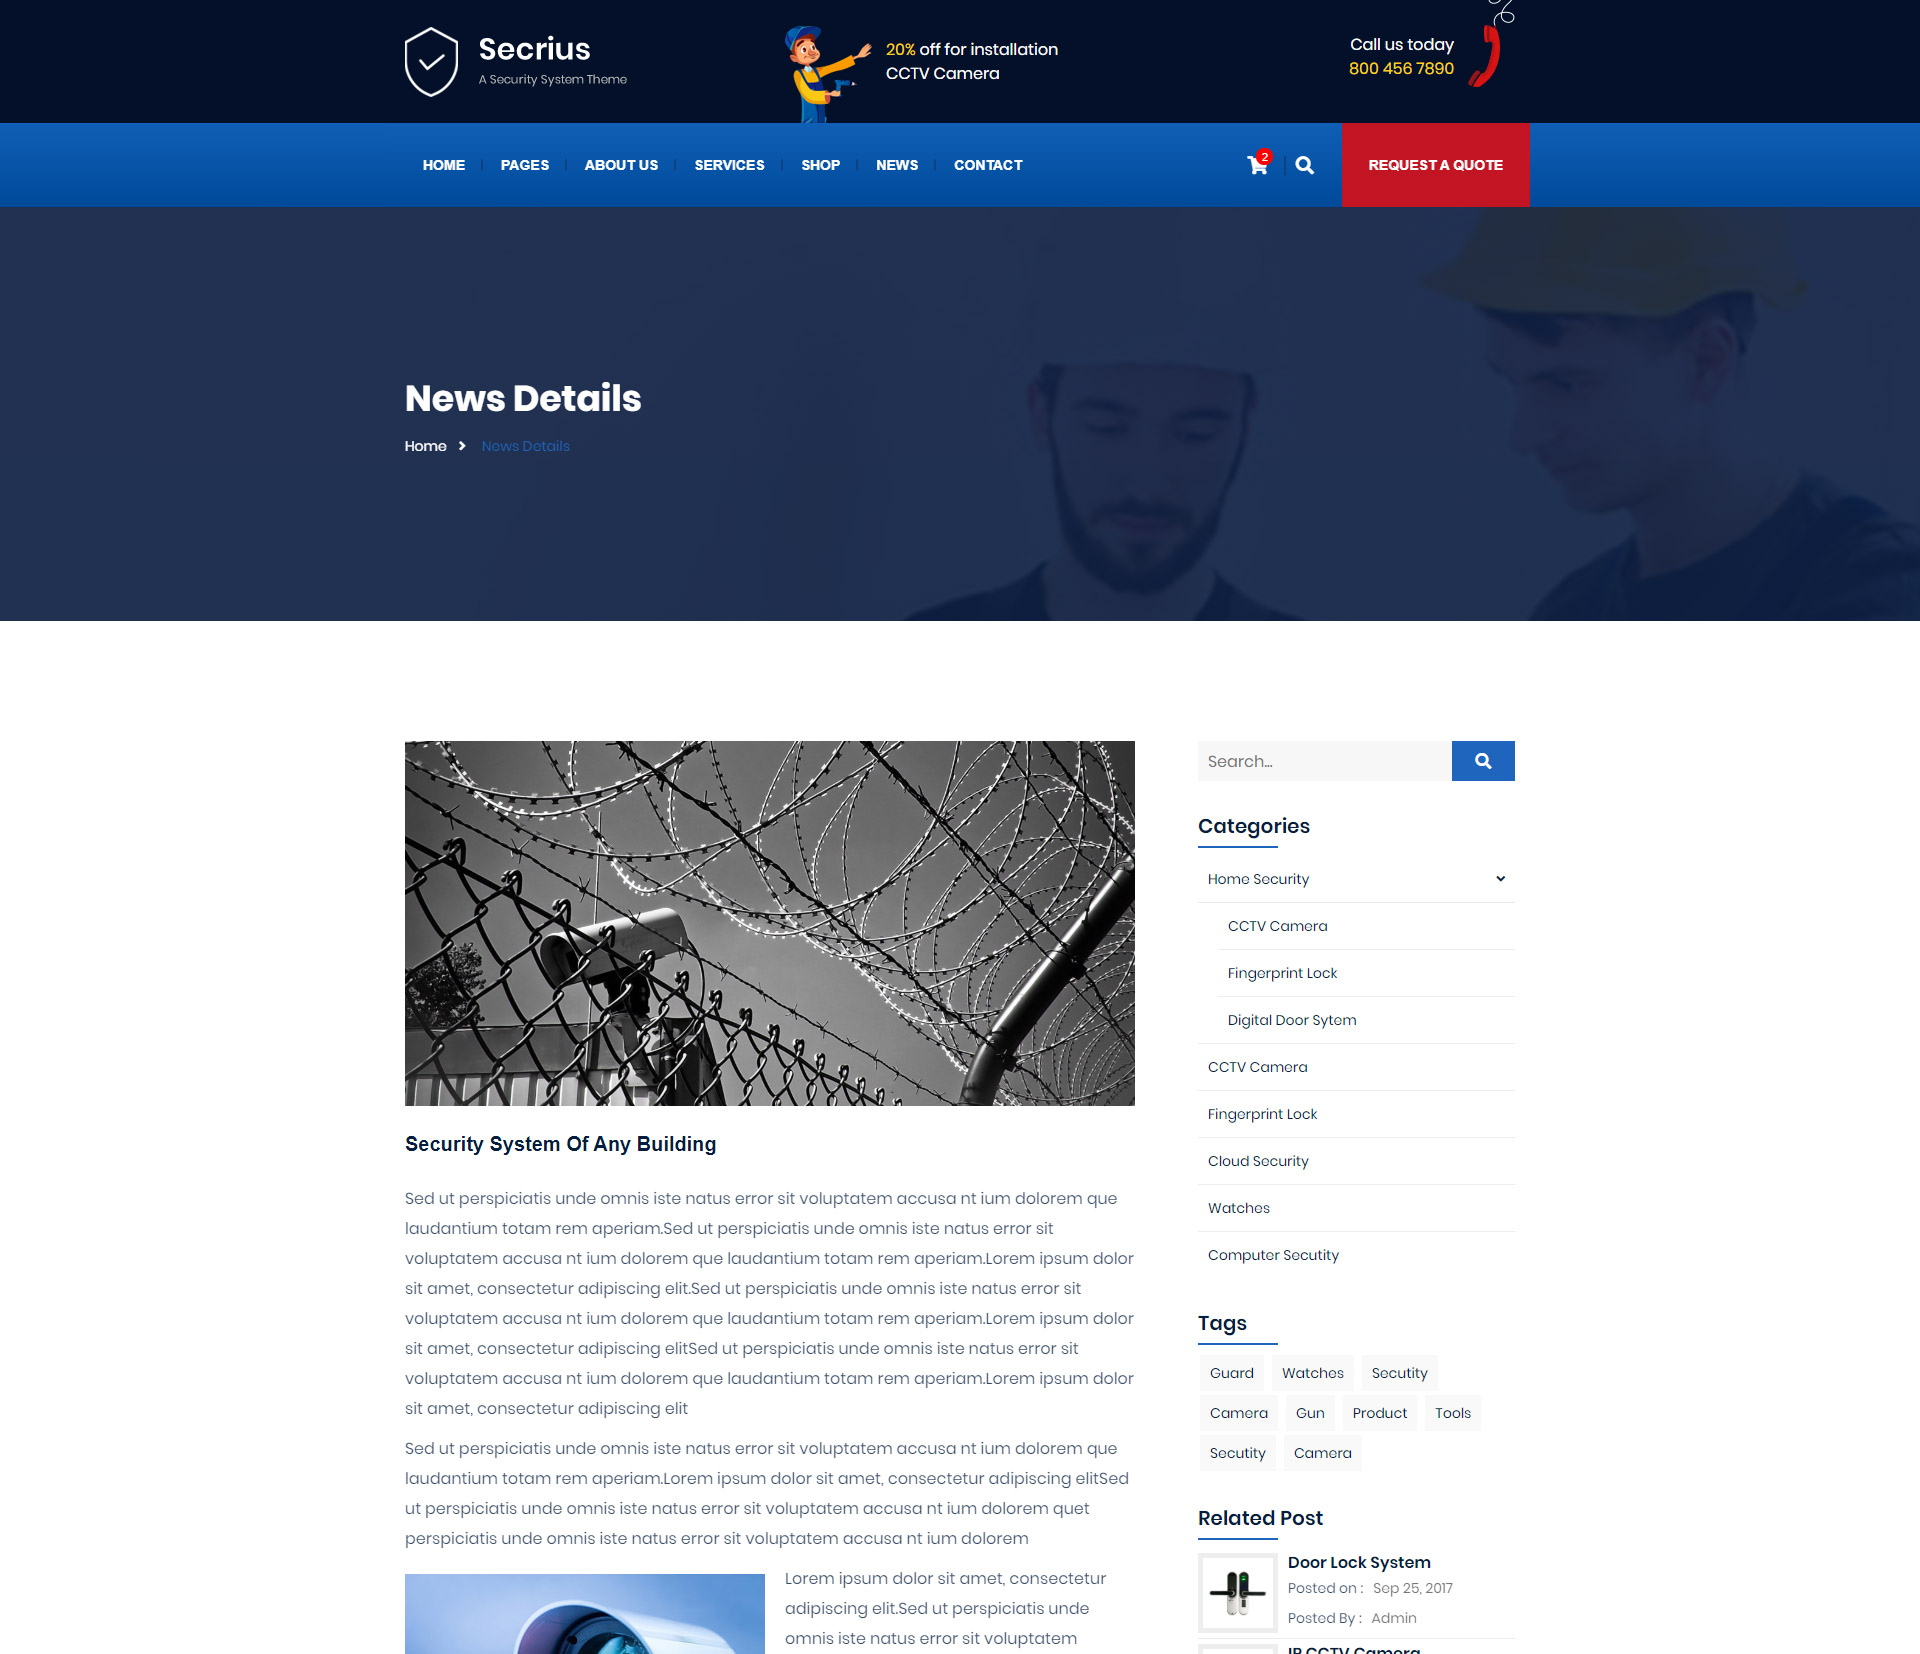 Secrius
A Security System Theme
20% off for installation
CCTV Camera
Call us today
800 456 7890
HOME
PAGES
ABOUT US
SERVICES
SHOP
NEWS
CONTACT
2
REQUEST A QUOTE
News Details
Home
News Details
Security System Of Any Building
Sed ut perspiciatis unde omnis iste natus error sit voluptatem accusa nt ium dolorem que
laudantium totam rem aperiam.Sed ut perspiciatis unde omnis iste natus error sit
voluptatem accusa nt ium dolorem que laudantium totam rem aperiam.Lorem ipsum dolor
sit amet, consectetur adipiscing elit.Sed ut perspiciatis unde omnis iste natus error sit
voluptatem accusa nt ium dolorem que laudantium totam rem aperiam.Lorem ipsum dolor
sit amet, consectetur adipiscing elitSed ut perspiciatis unde omnis iste natus error sit
voluptatem accusa nt ium dolorem que laudantium totam rem aperiam.Lorem ipsum dolor
sit amet, consectetur adipiscing elit
Sed ut perspiciatis unde omnis iste natus error sit voluptatem accusa nt ium dolorem que
laudantium totam rem aperiam.Lorem ipsum dolor sit amet, consectetur adipiscing elitSed
ut perspiciatis unde omnis iste natus error sit voluptatem accusa nt ium dolorem quet
perspiciatis unde omnis iste natus error sit voluptatem accusa nt ium dolorem
Lorem ipsum dolor sit amet, consectetur
adipiscing elit.Sed ut perspiciatis unde
omnis iste natus error sit voluptatem
Search...
Categories
Home Security
CCTV Camera
Fingerprint Lock
Digital Door Sytem
CCTV Camera
Fingerprint Lock
Cloud Security
Watches
Computer Secutity
Tags
Guard
Watches
Secutity
Camera
Gun
Product
Tools
Secutity
Camera
Related Post
Door Lock System
Posted on : Sep 25, 2017
Posted By : Admin
IP CCTV Camera